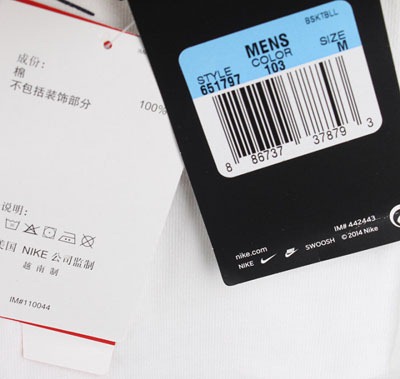 成份：
棉
不包括装饰部分 100%
说明：
国 NIKE 公司监制
越 南 制
IM#110044
BSKTBLL
MENS
STYLE COLOR SIZE
651797 103 M
8 86737 37879 3
IM# 442443
nike.com
NIKE SWOOSH © 2014 Nike